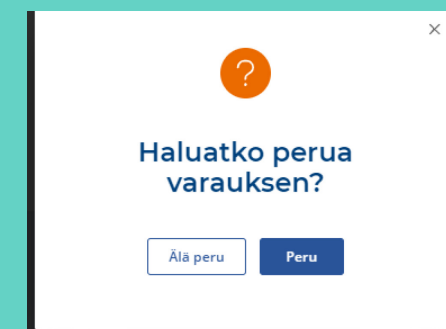 ?
Haluatko perua
varauksen?
Älä peru
Peru